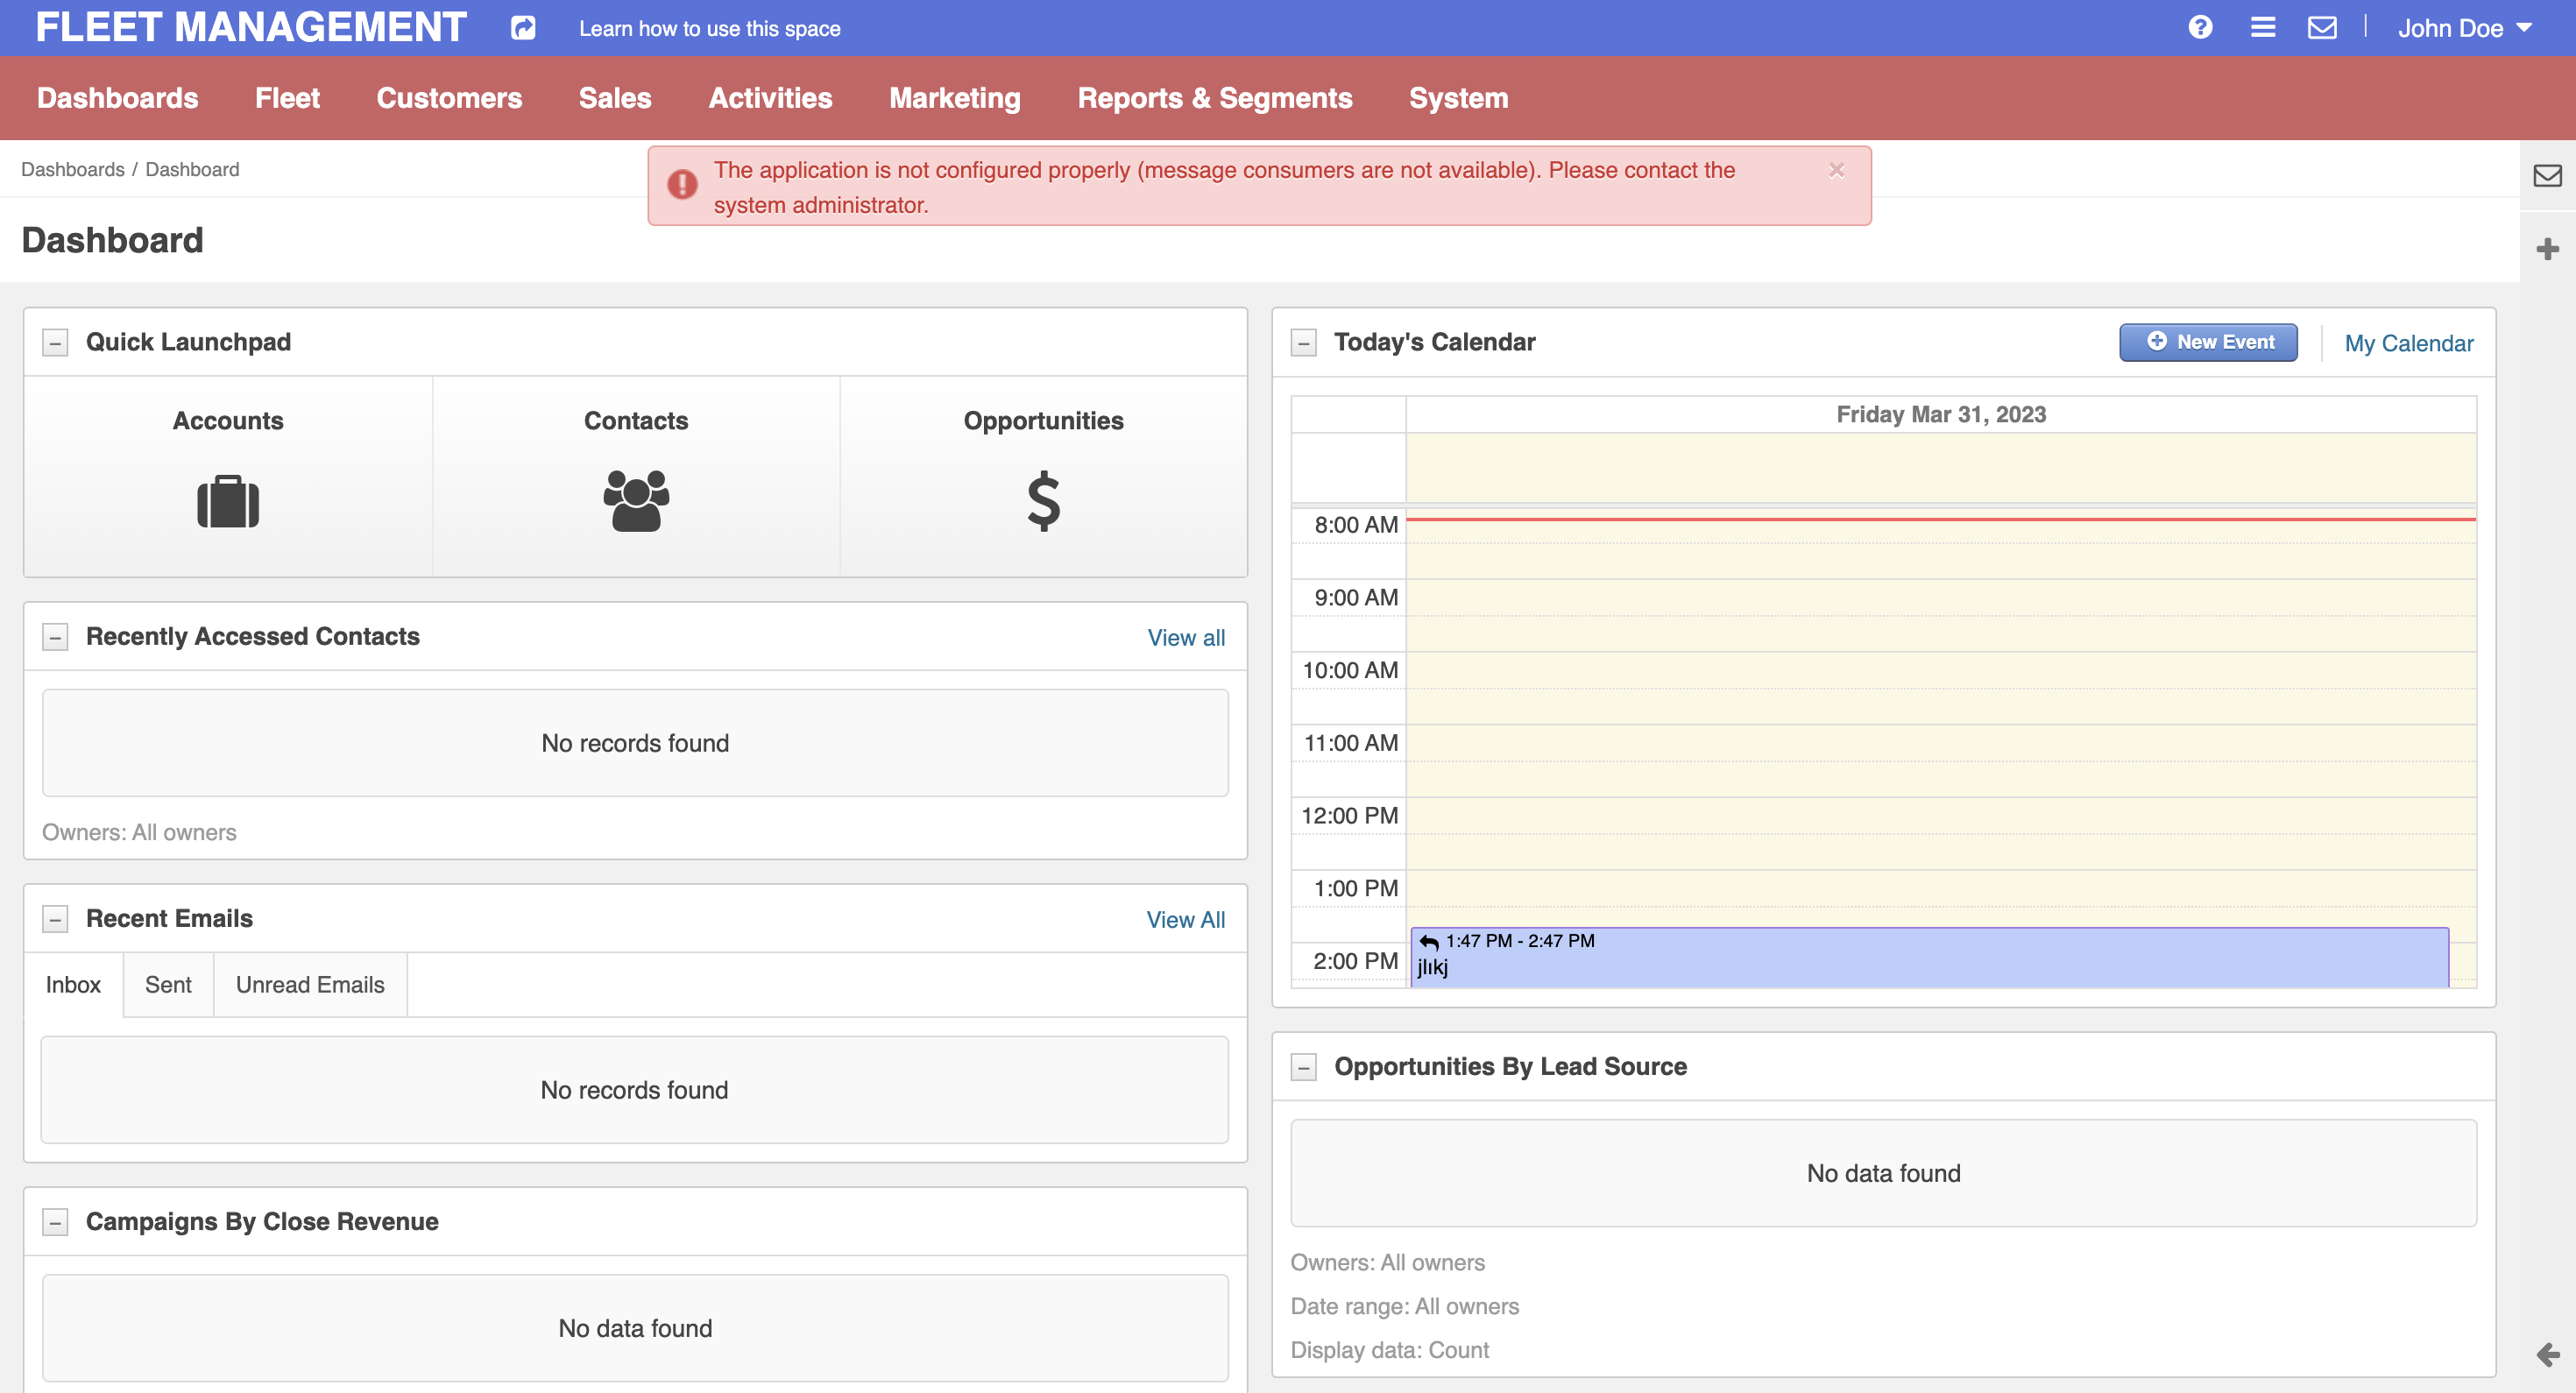 FLEET MANAGEMENT
Learn how to use this space
John Doe
Dashboards
Fleet
Customers
Sales
Activities
Marketing
Reports & Segments
System
Dashboards / Dashboard
The application is not configured properly (message consumers are not available). Please contact the
system administrator.
Dashboard
Quick Launchpad
Accounts
Contacts
Opportunities
Recently Accessed Contacts
View all
No records found
Owners: All owners
Recent Emails
View All
Inbox
Sent
Unread Emails
No records found
Campaigns By Close Revenue
No data found
Today's Calendar
New Event
My Calendar
Friday Mar 31, 2023
8:00 AM
9:00 AM
10:00 AM
11:00 AM
12:00 PM
1:00 PM
2:00 PM
1:47 PM - 2:47 PM
jlıkj
Opportunities By Lead Source
No data found
Owners: All owners
Date range: All owners
Display data: Count